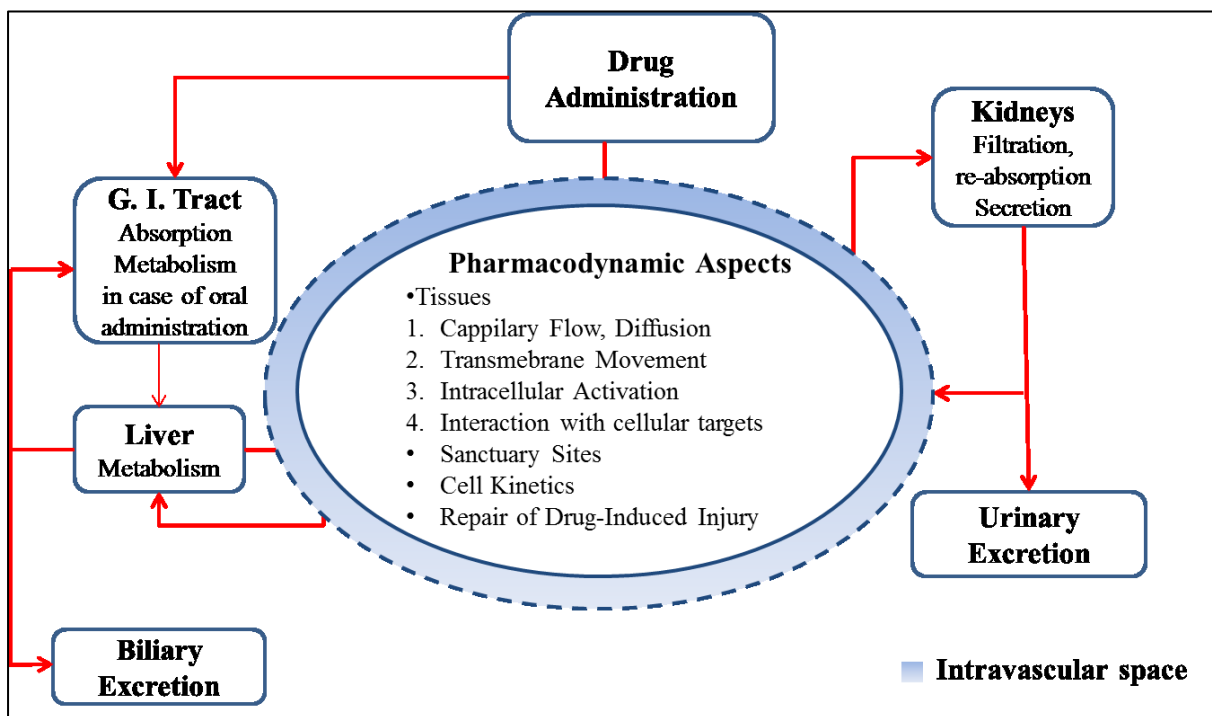 Drug
Administration
Kidneys
Filtration,
re-absorption
Secretion
G. I. Tract
Absorption
Metabolism
in case of oral
administration
Pharmacodynamic Aspects
•Tissues
1. Cappilary Flow, Diffusion
2. Transmebrane Movement
3. Intracellular Activation
4. Interaction with cellular targets
• Sanctuary Sites
• Cell Kinetics
• Repair of Drug-Induced Injury
Liver
Metabolism
Urinary
Excretion
Biliary
Excretion
Intravascular space